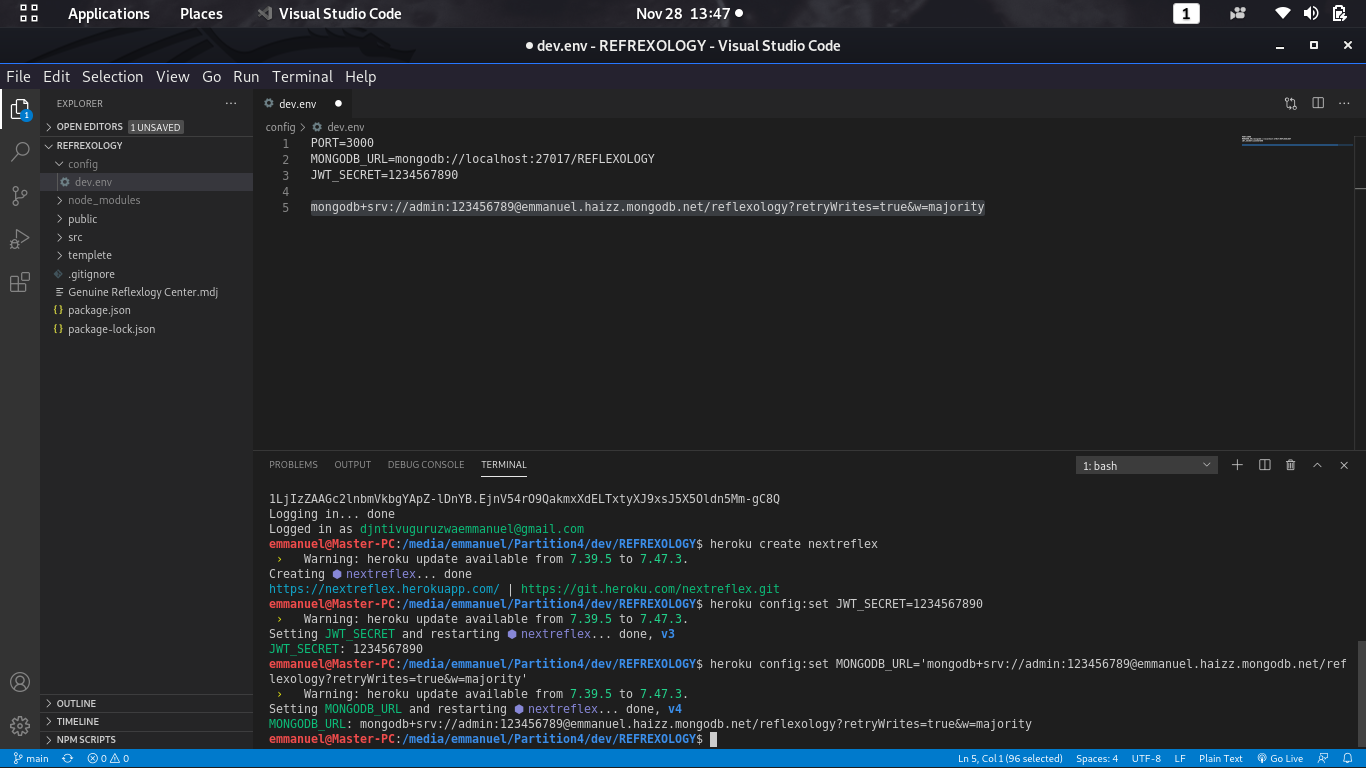 Applications Places Visual Studio Code Nov 28 13:47 1
dev.env - REFREXOLOGY - Visual Studio Code
File Edit Selection View Go Run Terminal Help
1
EXPLORER
OPEN EDITORS 1 UNSAVED
REFREXOLOGY
config
dev.env
node_modules
public
src
templete
.gitignore
Genuine Reflexlogy Center.mdj
package.json
package-lock.json
OUTLINE
TIMELINE
NPM SCRIPTS
dev.env
config > dev.env
1 PORT=3000
2 MONGODB_URL=mongodb://localhost:27017/REFLEXOLOGY
3 JWT_SECRET=1234567890
4
5 mongodb+srv://admin:123456789@emmanuel.haizz.mongodb.net/reflexology?retryWrites=true&w=majority
PROBLEMS OUTPUT DEBUG CONSOLE TERMINAL 1: bash
1LjIzZAAGc2lnbmVkbgYApZ-lDnYB.EjnV54rO9QakmxXdELTxtyXJ9xsJ5X5Oldn5Mm-gC8Q
Logging in... done
Logged in as djntivuguruzwaemmanuel@gmail.com
emmanuel@Master-PC:/media/emmanuel/Partition4/dev/REFREXOLOGY$ heroku create nextreflex
› Warning: heroku update available from 7.39.5 to 7.47.3.
Creating ⬢ nextreflex... done
https://nextreflex.herokuapp.com/ | https://git.heroku.com/nextreflex.git
emmanuel@Master-PC:/media/emmanuel/Partition4/dev/REFREXOLOGY$ heroku config:set JWT_SECRET=1234567890
› Warning: heroku update available from 7.39.5 to 7.47.3.
Setting JWT_SECRET and restarting ⬢ nextreflex... done, v3
JWT_SECRET: 1234567890
emmanuel@Master-PC:/media/emmanuel/Partition4/dev/REFREXOLOGY$ heroku config:set MONGODB_URL='mongodb+srv://admin:123456789@emmanuel.haizz.mongodb.net/ref
lexology?retryWrites=true&w=majority'
› Warning: heroku update available from 7.39.5 to 7.47.3.
Setting MONGODB_URL and restarting ⬢ nextreflex... done, v4
MONGODB_URL: mongodb+srv://admin:123456789@emmanuel.haizz.mongodb.net/reflexology?retryWrites=true&w=majority
emmanuel@Master-PC:/media/emmanuel/Partition4/dev/REFREXOLOGY$
main 0 0 Ln 5, Col 1 (96 selected) Spaces: 4 UTF-8 LF Plain Text Go Live